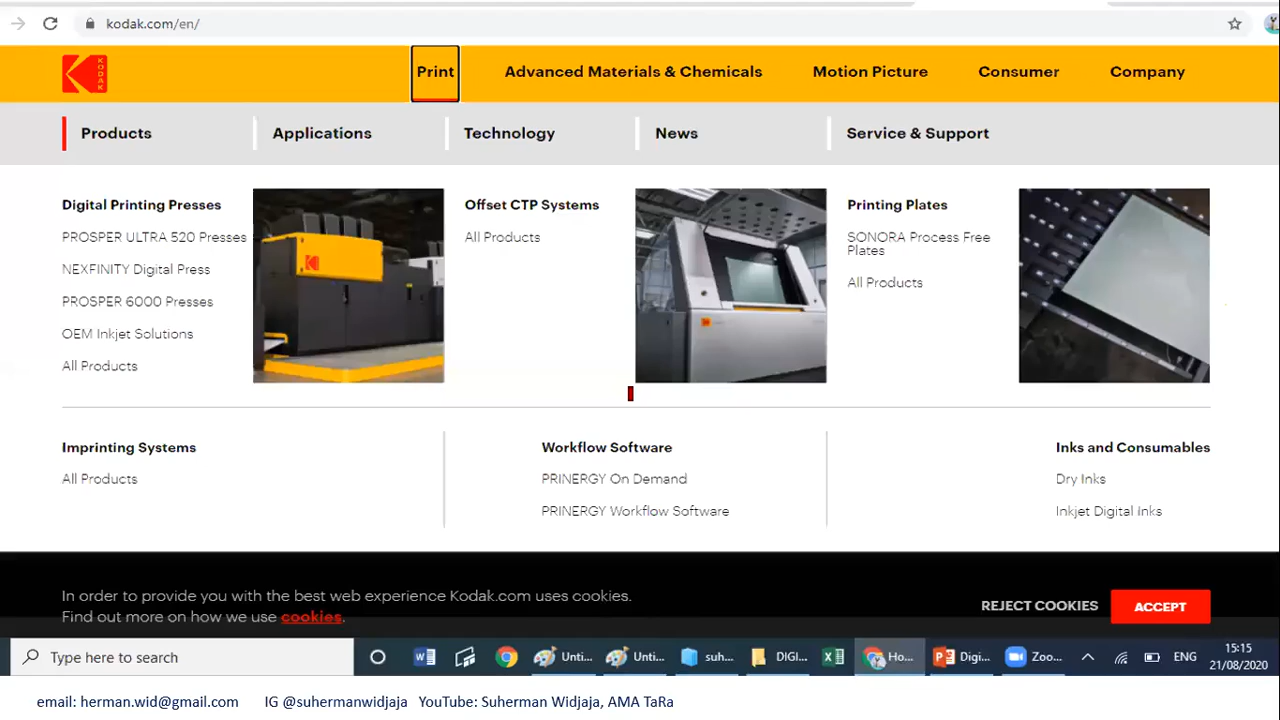 kodak.com/en/
KODAK
Print
Advanced Materials & Chemicals
Motion Picture
Consumer
Company
Products
Applications
Technology
News
Service & Support
Digital Printing Presses
PROSPER ULTRA 520 Presses
NEXFINITY Digital Press
PROSPER 6000 Presses
OEM Inkjet Solutions
All Products
Offset CTP Systems
All Products
Printing Plates
SONORA Process Free
Plates
All Products
Imprinting Systems
All Products
Workflow Software
PRINERGY On Demand
PRINERGY Workflow Software
Inks and Consumables
Dry Inks
Inkjet Digital Inks
In order to provide you with the best web experience Kodak.com uses cookies.
Find out more on how we use cookies.
REJECT COOKIES
ACCEPT
Type here to search
Unti...
Unti...
suh...
DIGI...
Ho...
Digi...
Zoo...
ENG
15:15
21/08/2020
email: herman.wid@gmail.com IG @suhermanwidjaja YouTube: Suherman Widjaja, AMA TaRa